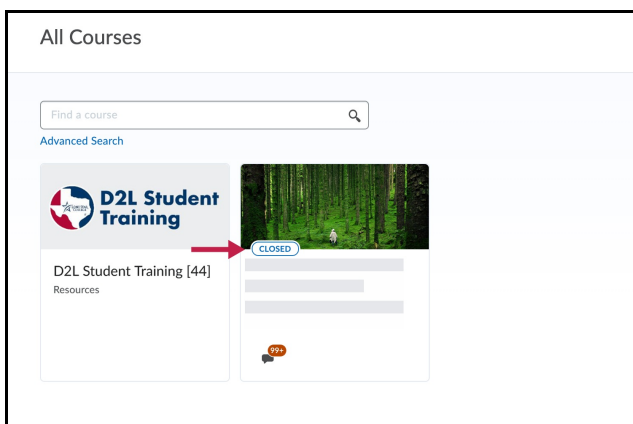 All Courses
Find a course
Advanced Search
D2L Student
Training
CLOSED
D2L Student Training [44]
Resources
99+